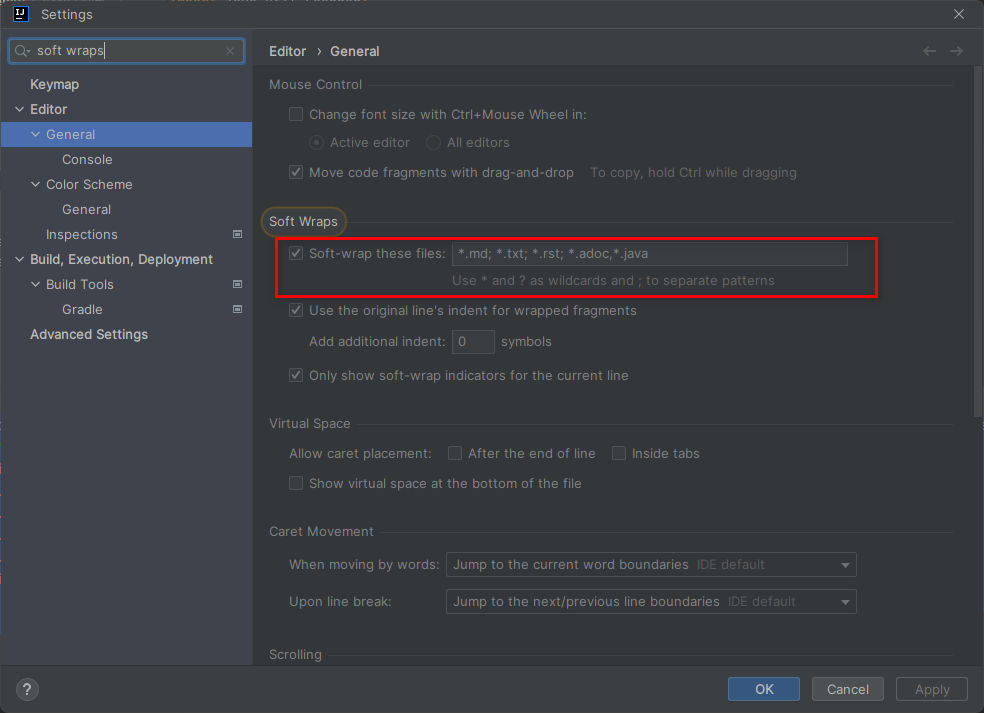 IJ Settings
soft wraps
Keymap
Editor
General
Console
Color Scheme
General
Inspections
Build, Execution, Deployment
Build Tools
Gradle
Advanced Settings
Editor › General
Mouse Control
Change font size with Ctrl+Mouse Wheel in:
Active editor All editors
Move code fragments with drag-and-drop To copy, hold Ctrl while dragging
Soft Wraps
Soft-wrap these files: *.md; *.txt; *.rst; *.adoc,*.java
Use * and ? as wildcards and ; to separate patterns
Use the original line's indent for wrapped fragments
Add additional indent: 0 symbols
Only show soft-wrap indicators for the current line
Virtual Space
Allow caret placement: After the end of line Inside tabs
Show virtual space at the bottom of the file
Caret Movement
When moving by words: Jump to the current word boundaries IDE default
Upon line break: Jump to the next/previous line boundaries IDE default
Scrolling
? OK Cancel Apply